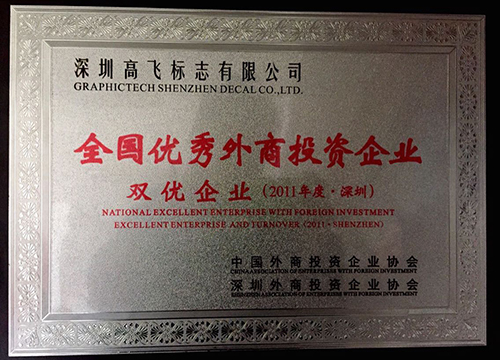 深圳高飞标志有限公司
GRAPHICTECH SHENZHEN DECAL CO.,LTD.
全国优秀外商投资企业
双优企业(2011年度·深圳)
NATIONAL EXCELLENT ENTERPRISE WITH FOREIGN INVESTMENT
EXCELLENT ENTERPRISE AND TURNOVER (2011·SHENZHEN)
中国外商投资企业协会
CHINA ASSOCIATION OF ENTERPRISES WITH FOREIGN INVESTMENT
深圳外商投资企业协会
SHENZHEN ASSOCIATION OF ENTERPRISES WITH FOREIGN INVESTMENT